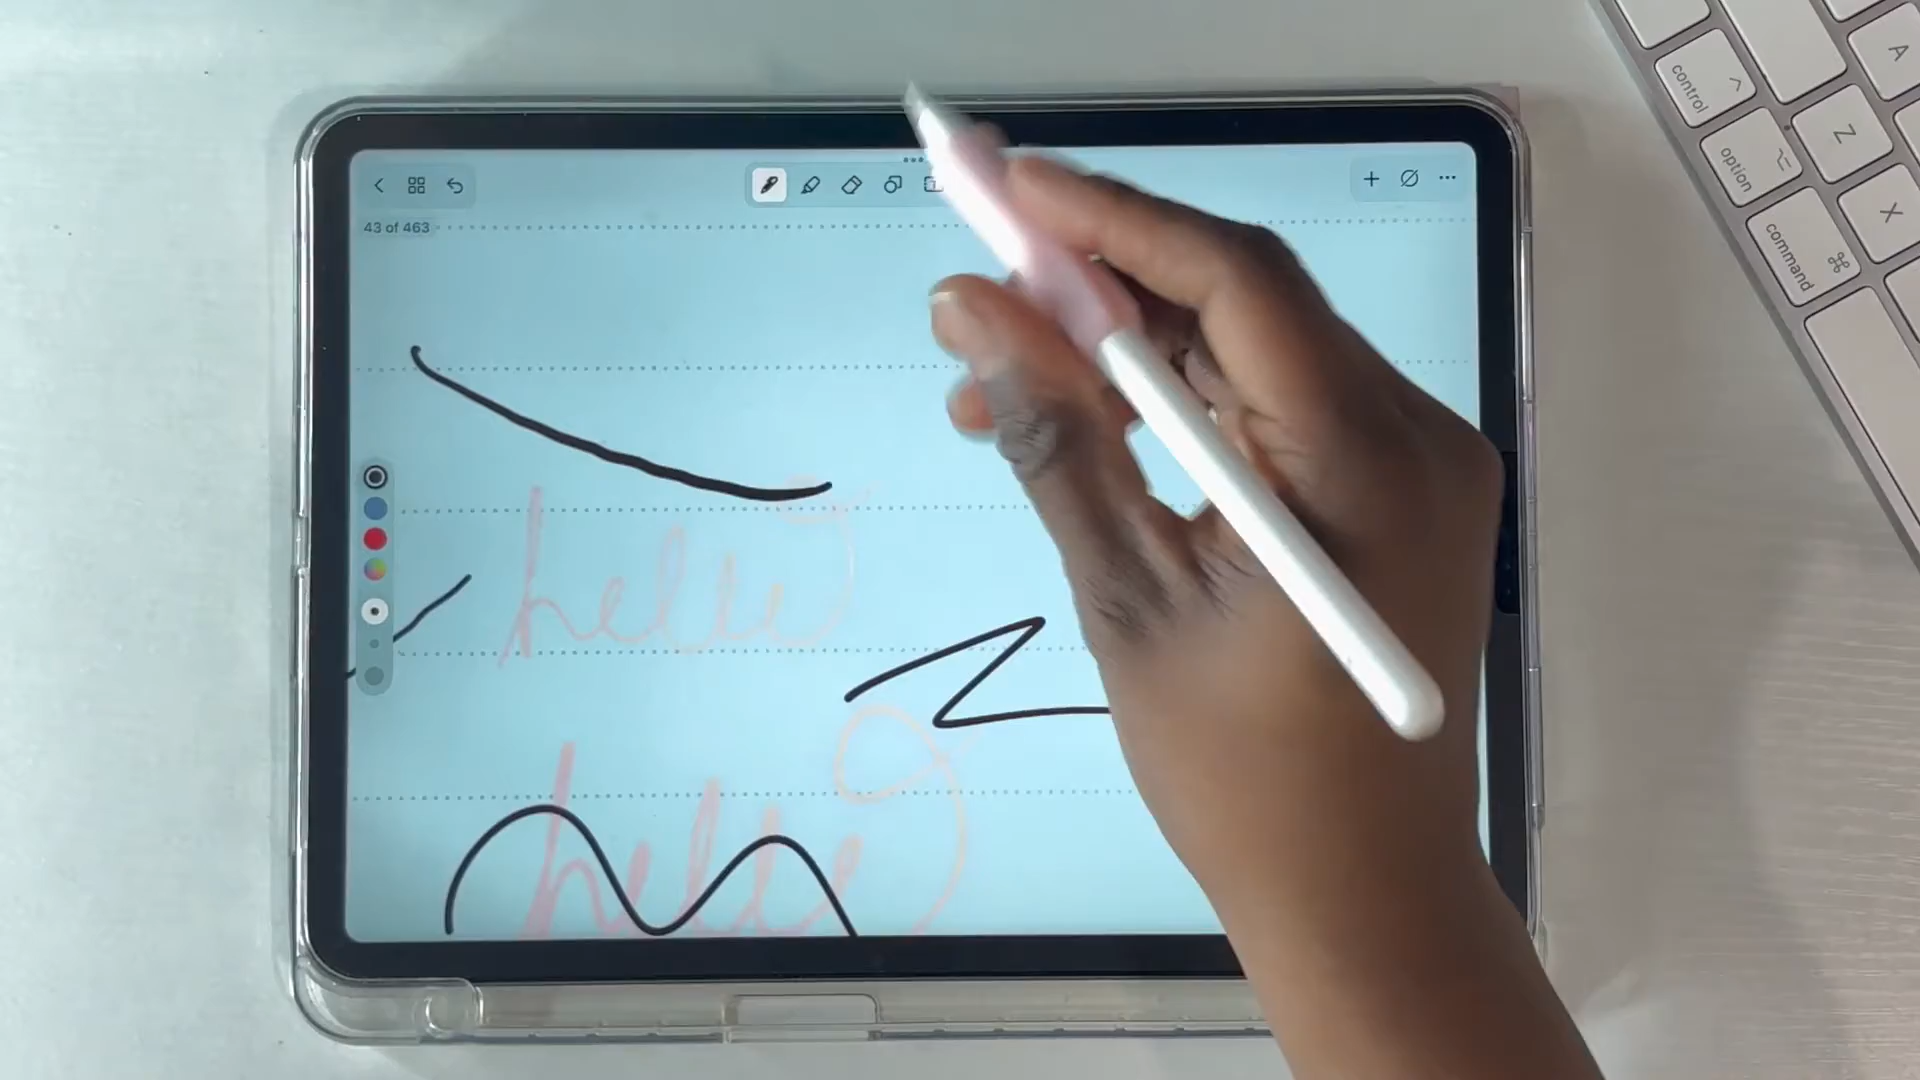 43 of 463
hello
hello
control
option
command
A
Z
X